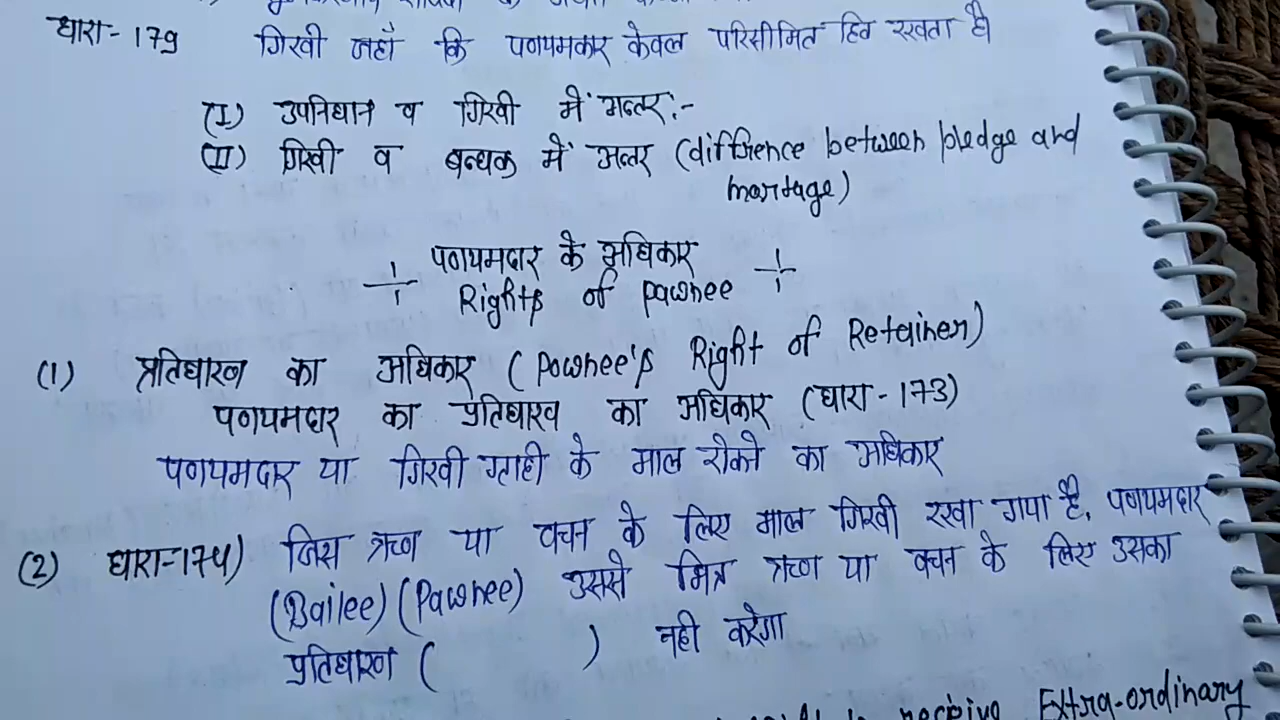 धारा - 179 गिरवी जहाँ कि पणयमकार केवल परिसीमित हित रखता है
(I) उपनिधान व गिरवी में अन्तर :-
(II) गिरवी व बन्धक में अन्तर (difference between pledge and
mortage)
पणयमदार के अधिकार
Rights of pawnee
(1) प्रतिधारण का अधिकार (Pawnee's Right of Retainer)
पणयमदार का प्रतिधारण का अधिकार (धारा - 173)
पणयमदार या गिरवी ग्राही के माल रोकने का अधिकार
(2) धारा-174) जिस ऋण या वचन के लिए माल गिरवी रखा गया है, पणयमदार
(Bailee) (Pawnee) उससे भिन्न ऋण या वचन के लिए उसका
प्रतिधारण ( ) नही करेगा
receive Extra-ordinary